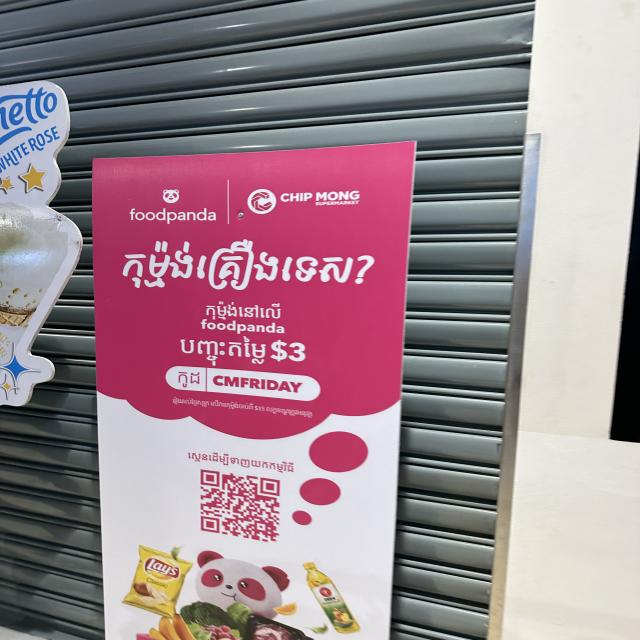 netto
WHITE ROSE
foodpanda
CHIP MONG
SUPERMARKET
កុម្ម៉ង់គ្រឿងទេស?
កុម្ម៉ង់នៅលើ
foodpanda
បញ្ចុះតម្លៃ $3
កូដ CMFRIDAY
ស្កេនដើម្បីទាញយកកម្មវិធី
Lay's
Classic